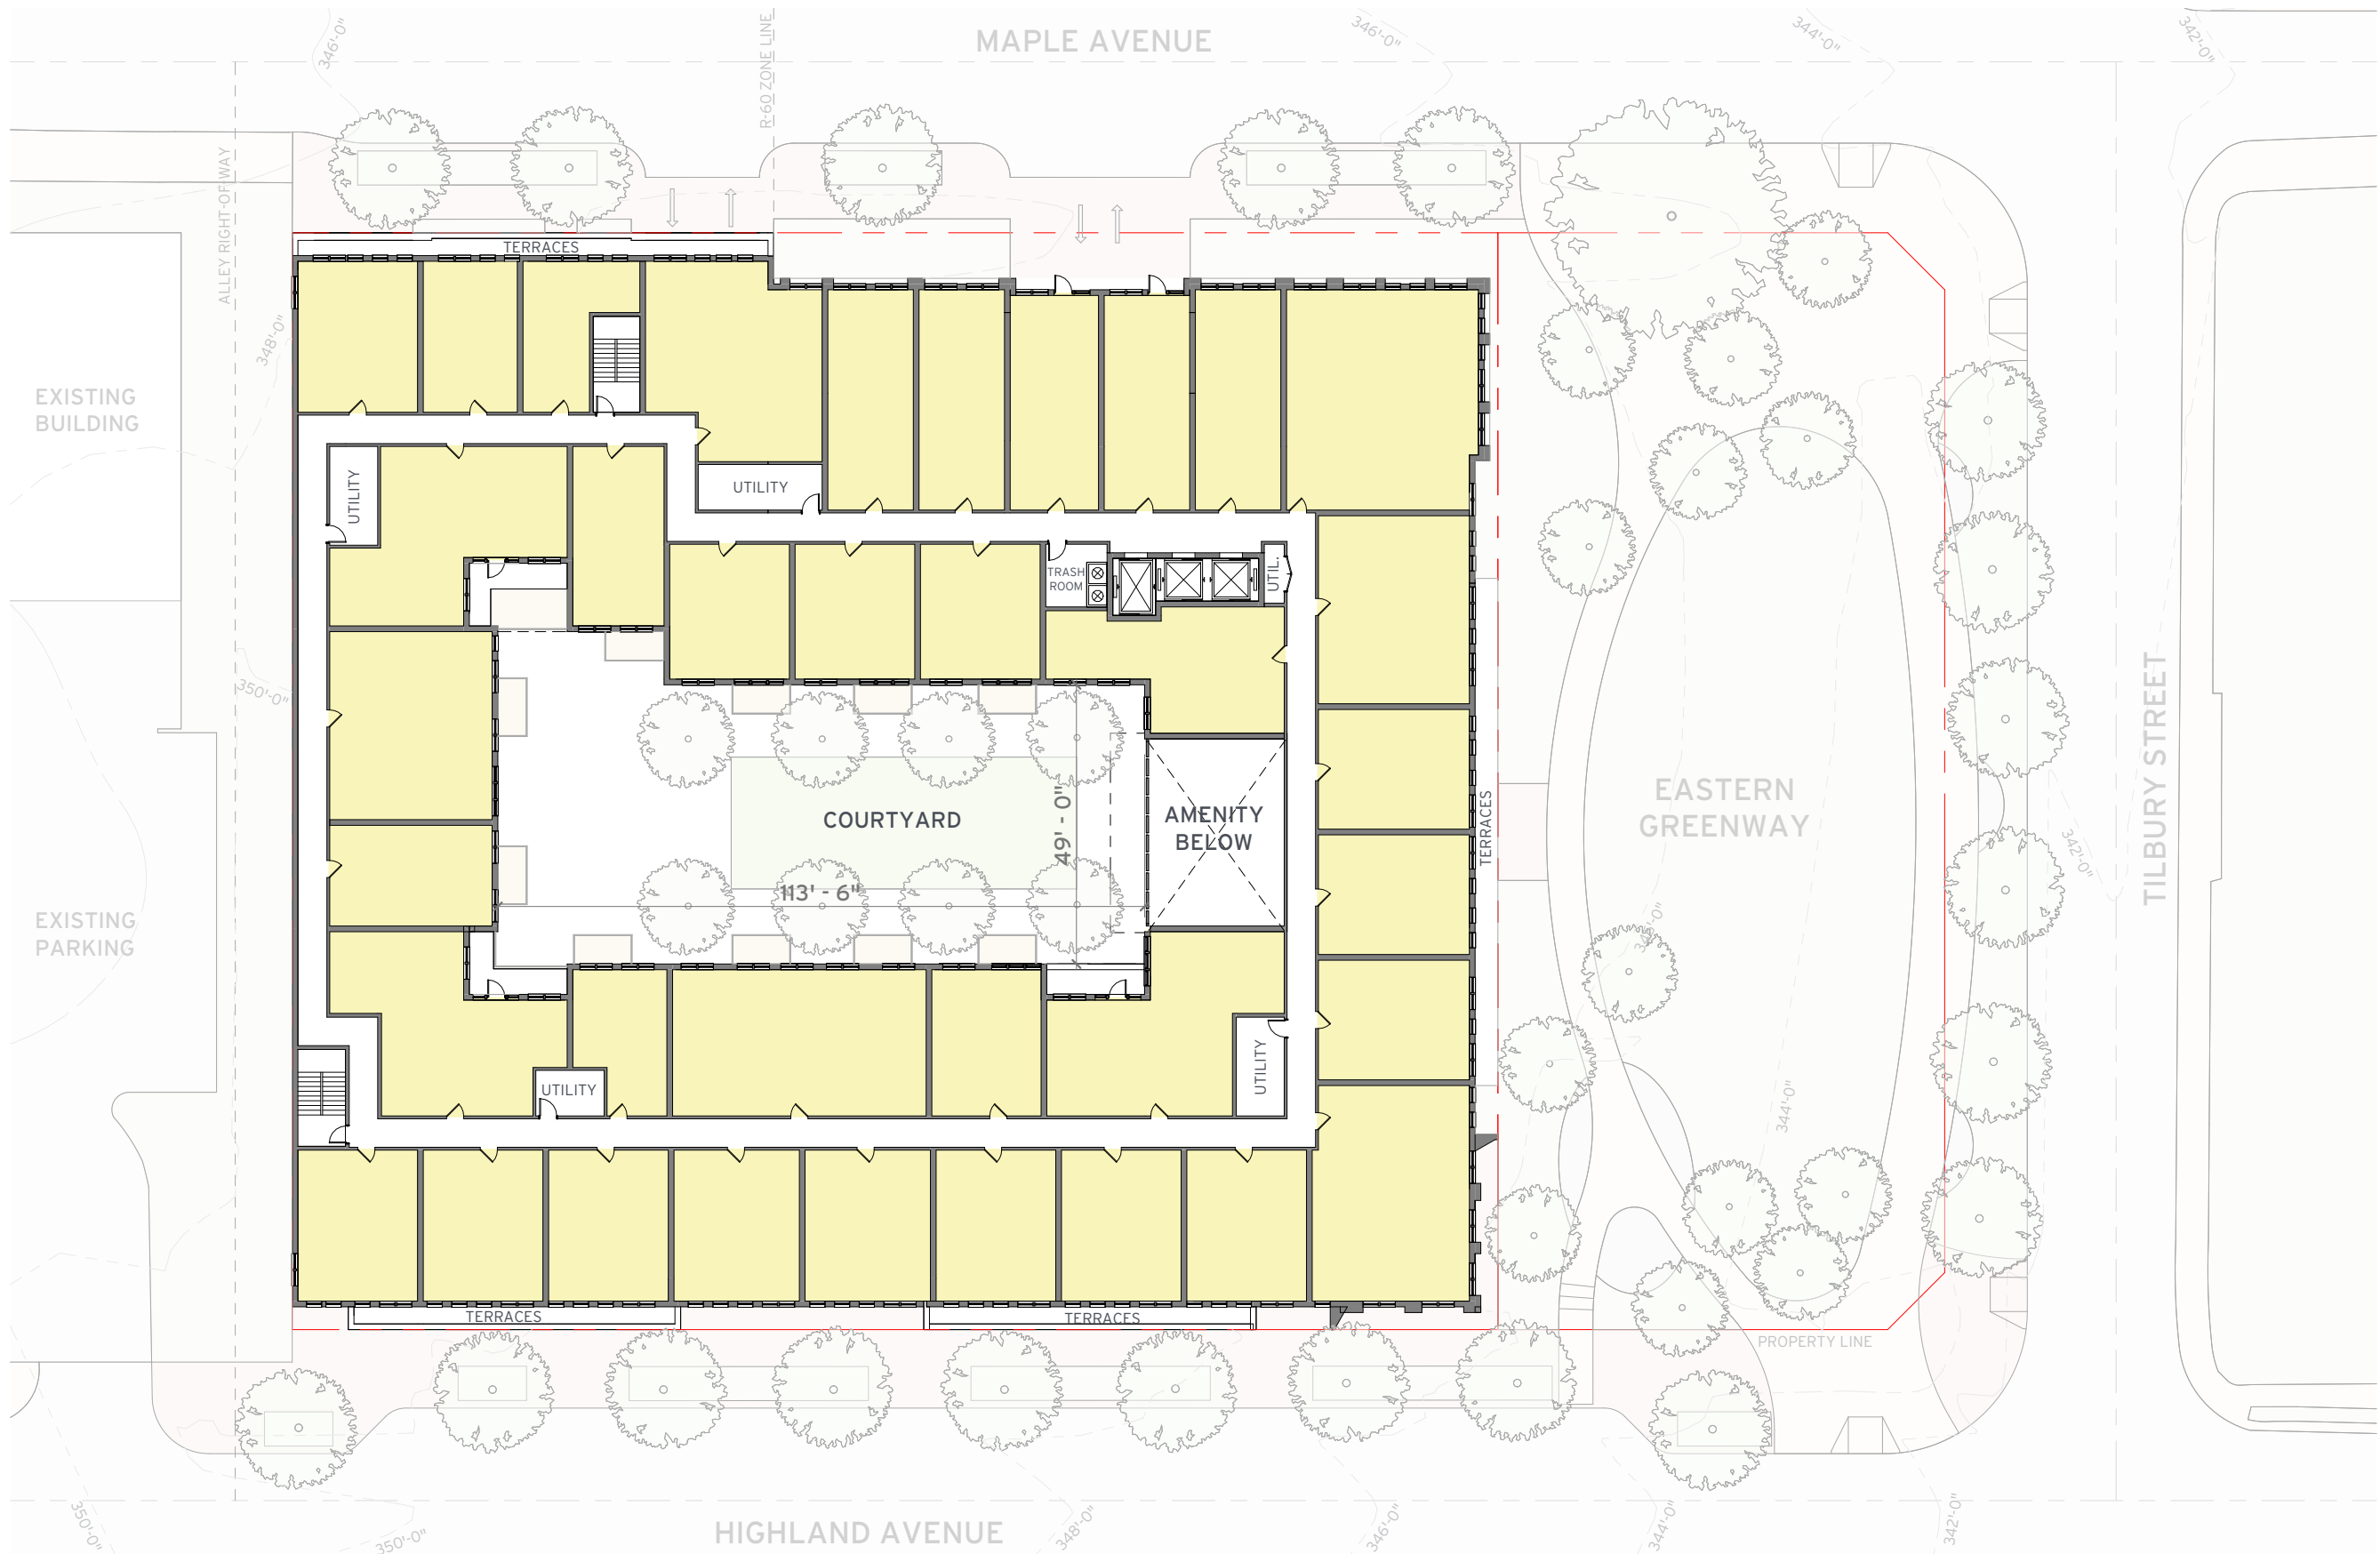 MAPLE AVENUE
346'-0"
R-60 ZONE LINE
346'-0"
344'-0"
342'-0"
ALLEY RIGHT-OF-WAY
TERRACES
348'-0"
EXISTING
BUILDING
UTILITY
UTILITY
TRASH
ROOM
UTIL.
350'-0"
COURTYARD
49' - 0"
113' - 6"
AMENITY
BELOW
TERRACES
EASTERN
GREENWAY
TILBURY STREET
342'-0"
EXISTING
PARKING
UTILITY
UTILITY
344'-0"
TERRACES
TERRACES
PROPERTY LINE
350'-0"
350'-0"
HIGHLAND AVENUE
348'-0"
346'-0"
344'-0"
342'-0"